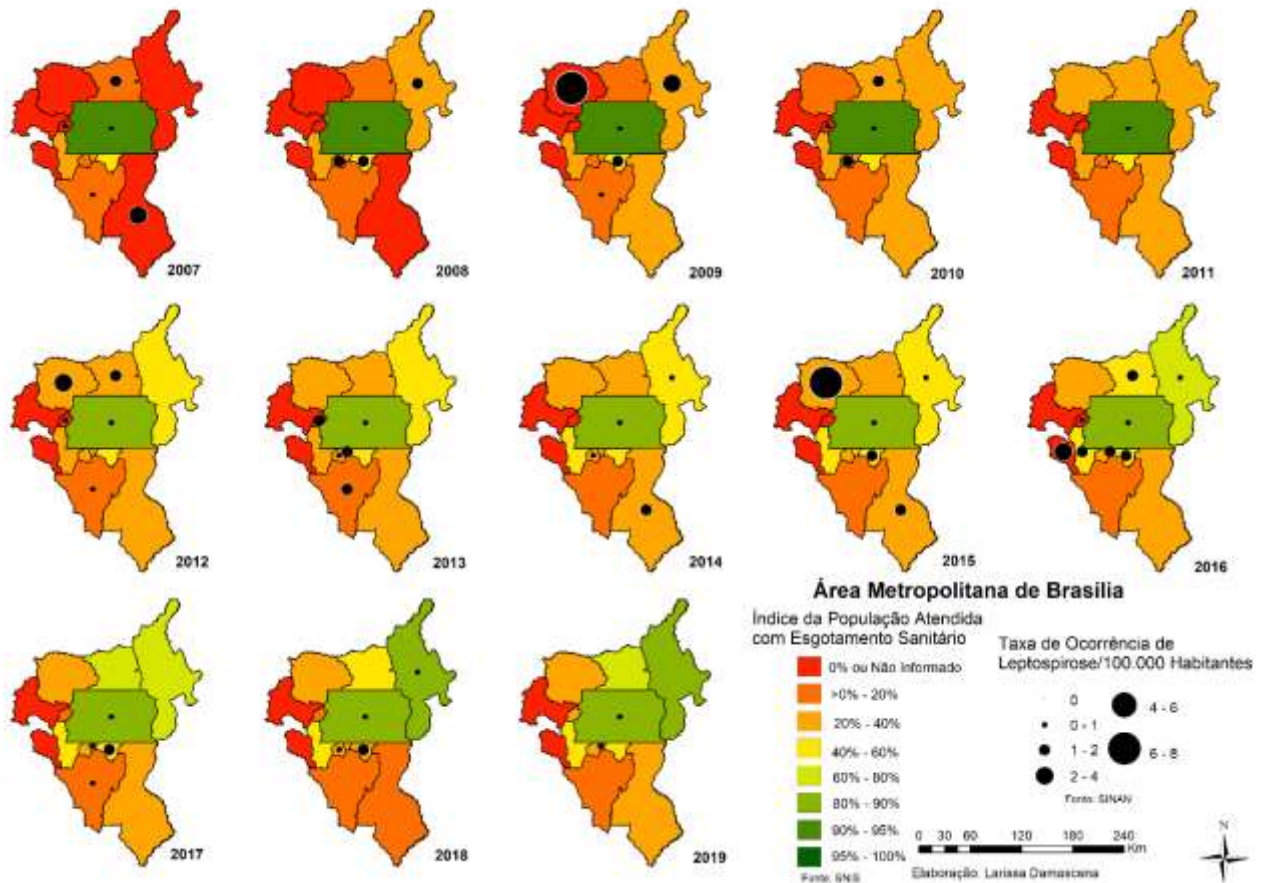 2007
2008
2009
2010
2011
2012
2013
2014
2015
2016
2017
2018
2019
Área Metropolitana de Brasília
Índice da População Atendida
com Esgotamento Sanitário
0% ou Não Informado
>0% - 20%
20% - 40%
40% - 60%
60% - 80%
80% - 90%
90% - 95%
95% - 100%
Fonte: SNIS
Taxa de Ocorrência de
Leptospirose/100.000 Habitantes
0
0 - 1
1 - 2
2 - 4
4 - 6
6 - 8
Fonte: SINAN
0 30 60 120 180 240
Km
Elaboração: Larissa Damascena
N